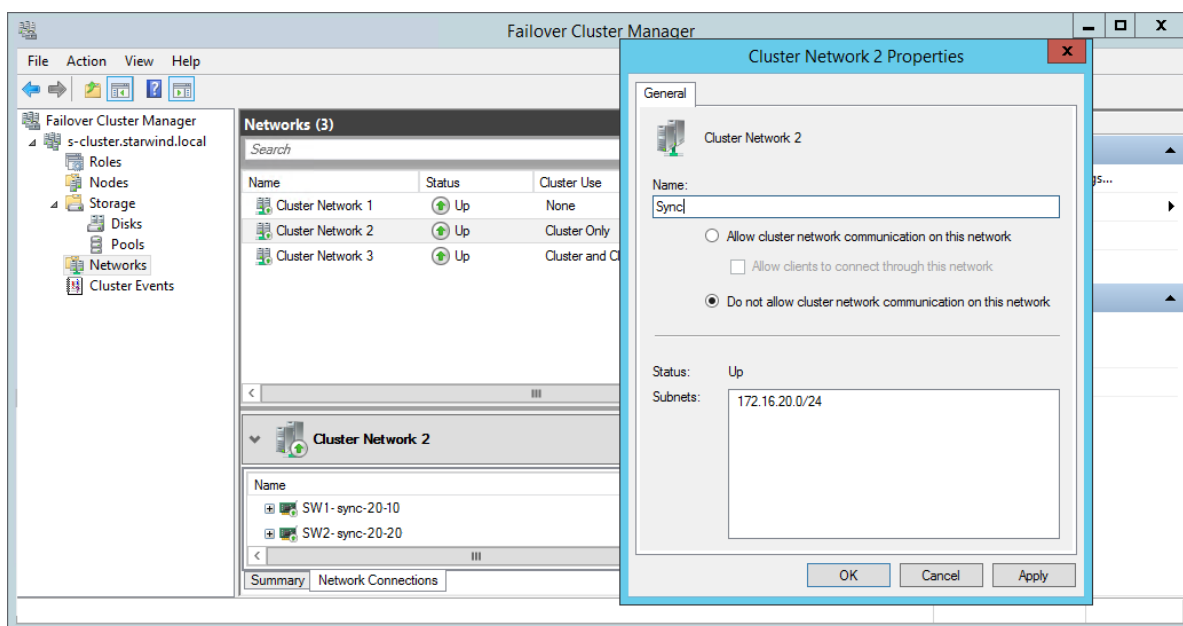 Failover Cluster Manager
File Action View Help
Failover Cluster Manager
s-cluster.starwind.local
Roles
Nodes
Storage
Disks
Pools
Networks
Cluster Events
Networks (3)
Search
Name Status Cluster Use
Cluster Network 1 Up None
Cluster Network 2 Up Cluster Only
Cluster Network 3 Up Cluster and Cl
Cluster Network 2
Name
SW1- sync-20-10
SW2- sync-20-20
Summary Network Connections
Cluster Network 2 Properties
X
General
Cluster Network 2
Name:
Sync
Allow cluster network communication on this network
Allow clients to connect through this network
Do not allow cluster network communication on this network
Status: Up
Subnets: 172.16.20.0/24
OK Cancel Apply
gs...